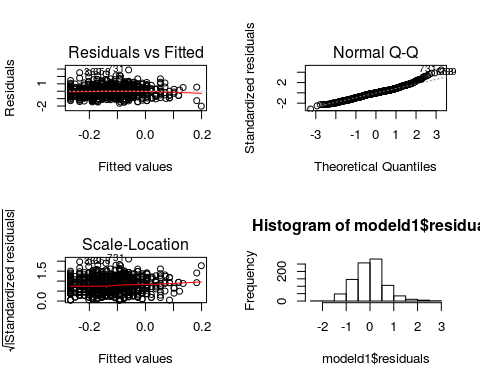 Residuals vs Fitted
Residuals
-2 1
731
-0.2 0.0 0.2
Fitted values
Normal Q-Q
Standardized residuals
-2 2
-3 -1 0 1 2 3
Theoretical Quantiles
Scale-Location
√|Standardized residuals|
0.0 1.5
731
-0.2 0.0 0.2
Fitted values
Histogram of modeld1$residua
Frequency
0 200
-2 -1 0 1 2 3
modeld1$residuals